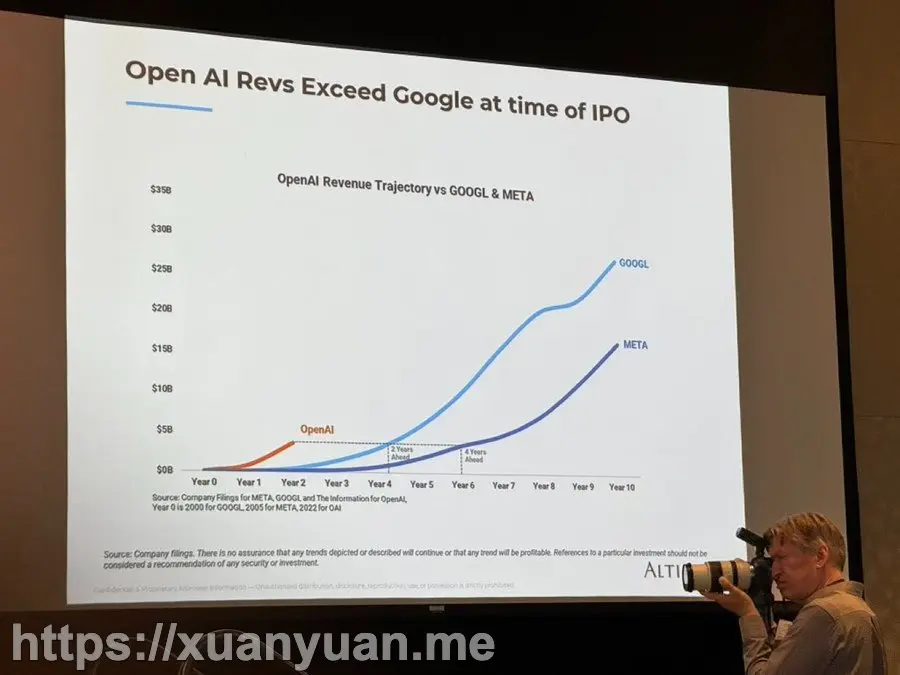 Open AI Revs Exceed Google at time of IPO
OpenAI Revenue Trajectory vs GOOGL & META
$35B
$30B
$25B
$20B
$15B
$10B
$5B
$0B
GOOGL
META
OpenAI
2 Years
Ahead
4 Years
Ahead
Year 0 Year 1 Year 2 Year 3 Year 4 Year 5 Year 6 Year 7 Year 8 Year 9 Year 10
Source: Company Filings for META, GOOGL and The Information for OpenAI,
Year 0 is 2000 for GOOGL, 2005 for META, 2022 for OAI
Source: Company filings. There is no assurance that any trends depicted or described will continue or that any trend will be profitable. References to a particular investment should not be
considered a recommendation of any security or investment.
ALTI
https://xuanyuan.me